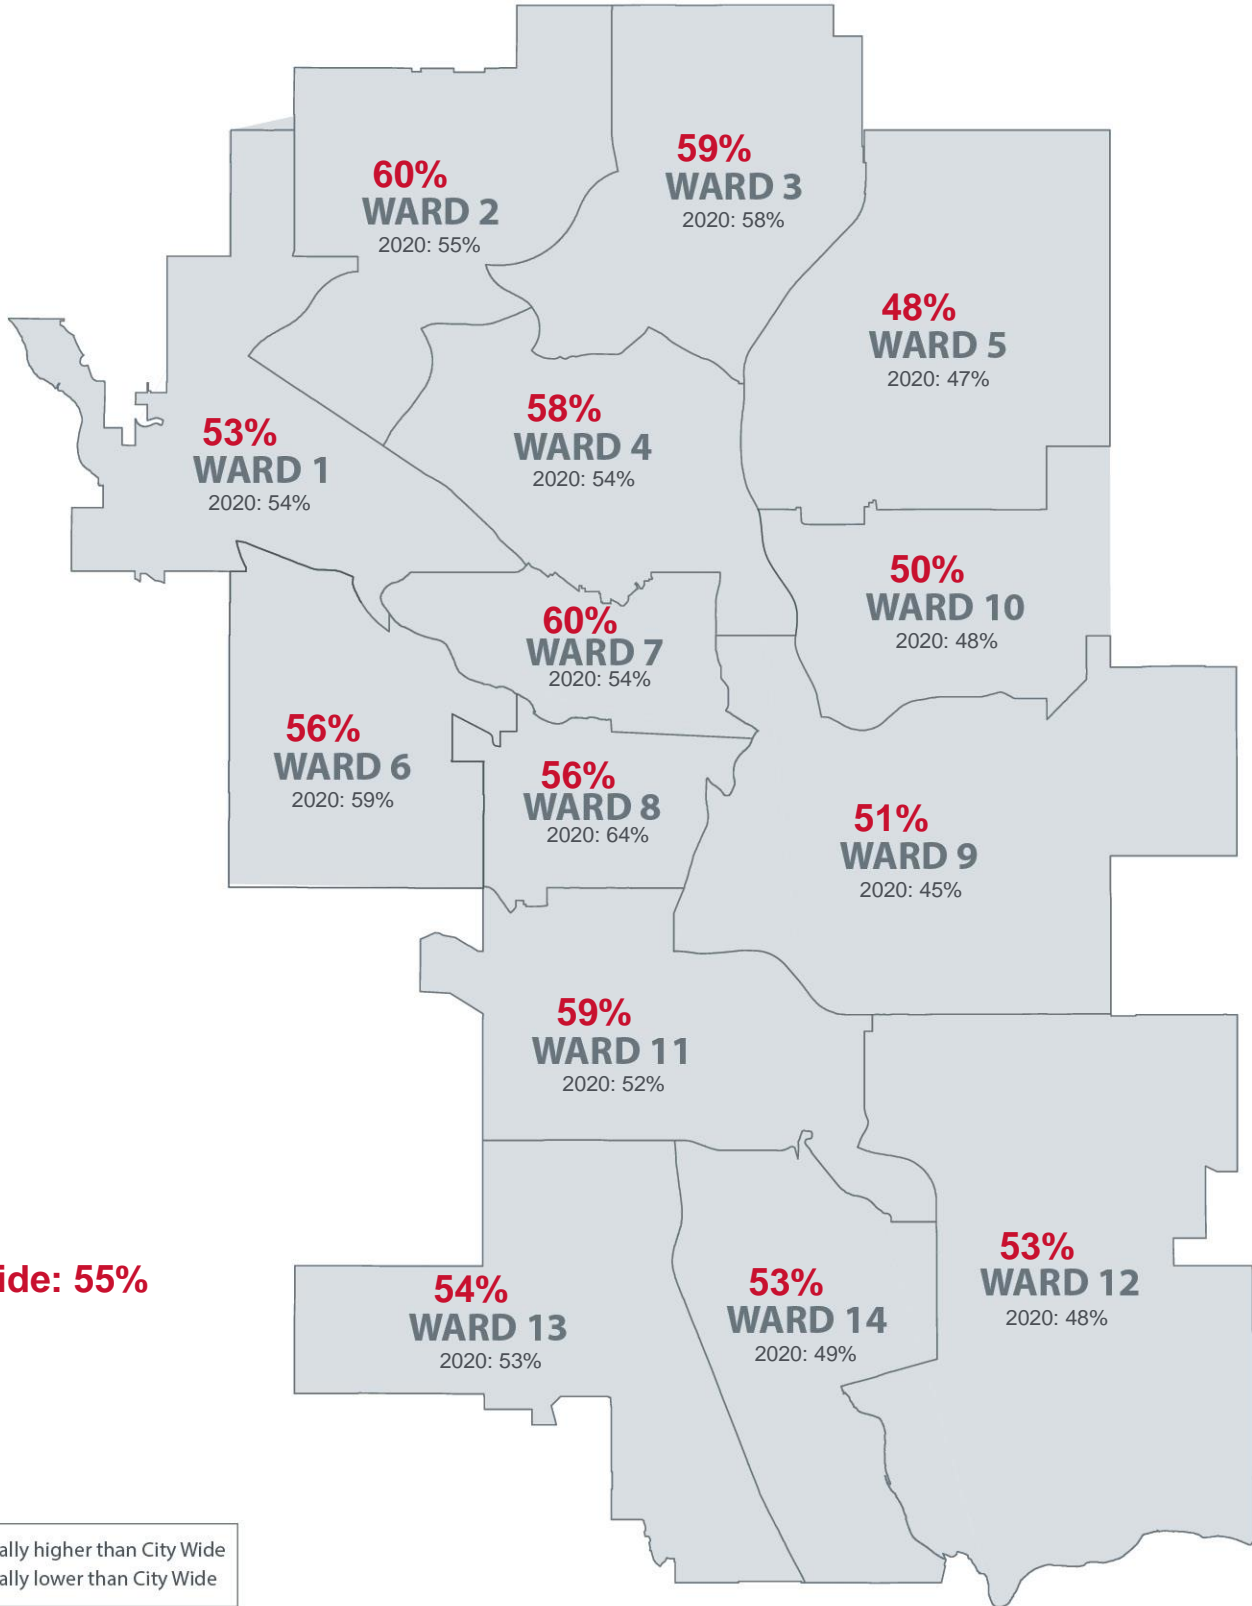 59%
WARD 3
2020: 58%
60%
WARD 2
2020: 55%
48%
WARD 5
2020: 47%
58%
WARD 4
2020: 54%
53%
WARD 1
2020: 54%
50%
WARD 10
2020: 48%
60%
WARD 7
2020: 54%
56%
WARD 6
2020: 59%
56%
WARD 8
2020: 64%
51%
WARD 9
2020: 45%
59%
WARD 11
2020: 52%
53%
WARD 12
2020: 48%
ide: 55%
54%
WARD 13
2020: 53%
53%
WARD 14
2020: 49%
ally higher than City Wide
ally lower than City Wide